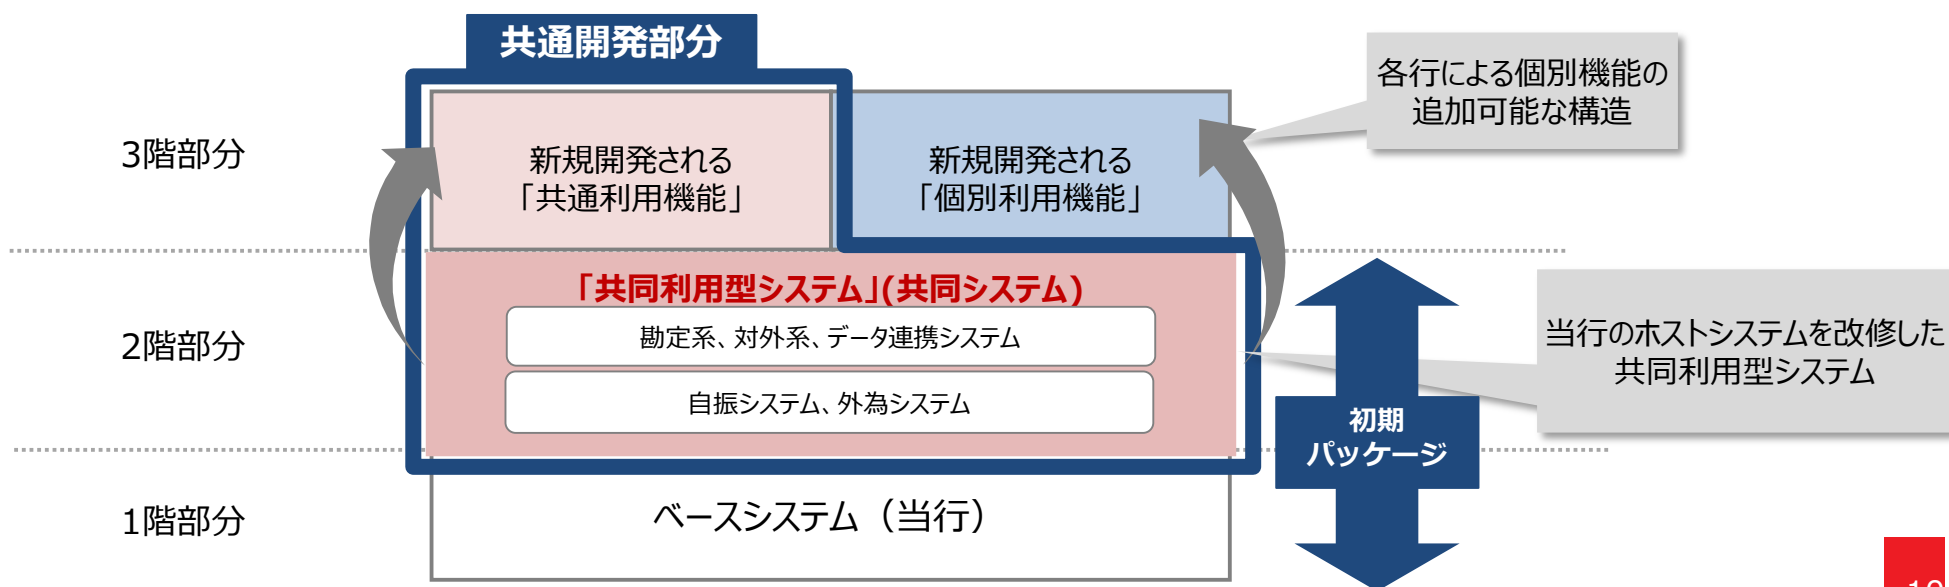 共通開発部分
各行による個別機能の
追加可能な構造
3階部分
新規開発される
「共通利用機能」
新規開発される
「個別利用機能」
「共同利用型システム」(共同システム)
勘定系、対外系、データ連携システム
2階部分
自振システム、外為システム
当行のホストシステムを改修した
共同利用型システム
初期
パッケージ
1階部分
ベースシステム（当行）